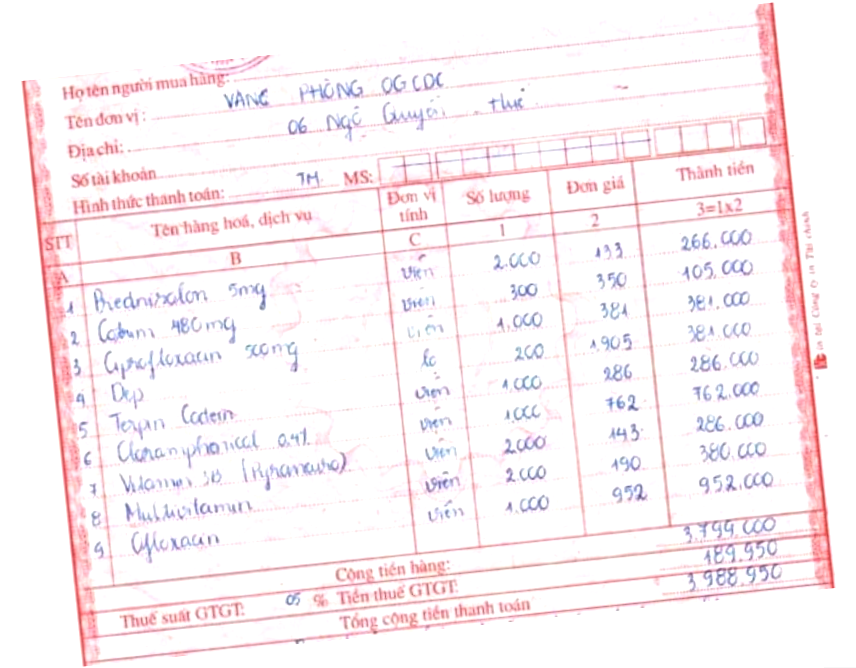 Họ tên người mua hàng:
Tên đơn vị: VANG PHÒNG OGCDC
Địa chỉ: 06 Ngô Quyền . Huế
Số tài khoản
Hình thức thanh toán: TM MS:
STT Tên hàng hoá, dịch vụ Đơn vị tính Số lượng Đơn giá Thành tiền
A B C 1 2 3=1x2
1 Prednisalon 5mg viên 2.000 133 266.000
2 Cotrim 480mg viên 300 350 105.000
3 Ciprofloxacin 500mg viên 1.000 381 381.000
4 Dep lọ 200 1.905 381.000
5 Terpin Codein viên 1.000 286 286.000
6 Cloramphenicol 0.4% viên 1.000 762 762.000
7 Vitamin 3B viên 2.000 143 286.000
8 Multivitamin viên 2.000 190 380.000
9 Ofloxacin viên 1.000 952 952.000
Cộng tiền hàng: 3.799.000
Thuế suất GTGT: 05 % Tiền thuế GTGT: 189.950
Tổng cộng tiền thanh toán 3.988.950